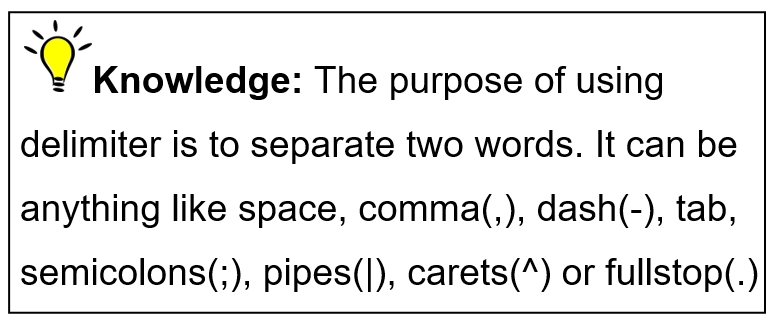 Knowledge: The purpose of using
delimiter is to separate two words. It can be
anything like space, comma(,), dash(-), tab,
semicolons(;), pipes(|), carets(^) or fullstop(.)